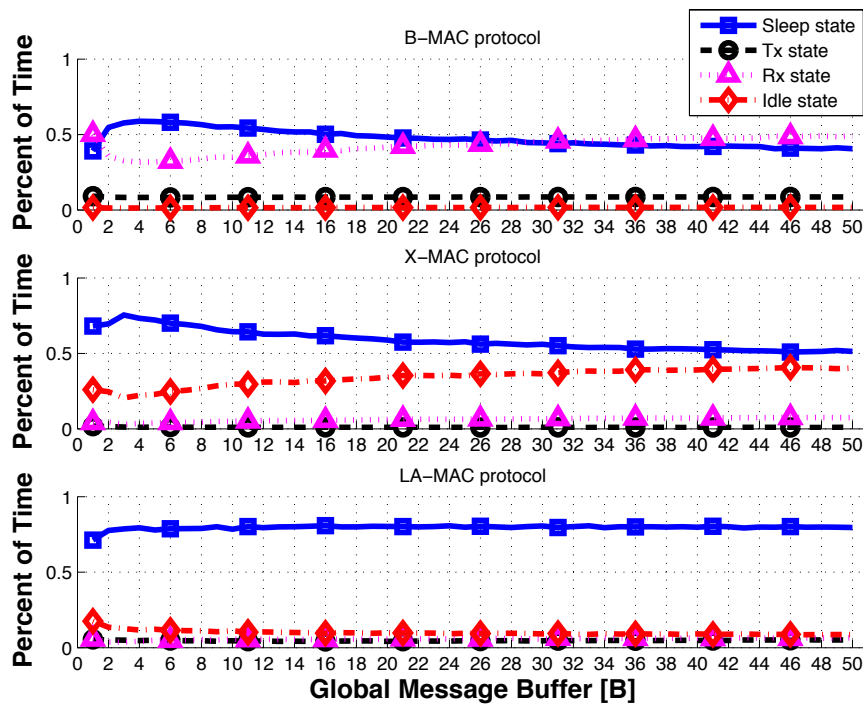 B−MAC protocol
Sleep state
Tx state
Rx state
Idle state
Percent of Time
1
0.5
0
0 2 4 6 8 10 12 14 16 18 20 22 24 26 28 30 32 34 36 38 40 42 44 46 48 50
X−MAC protocol
Percent of Time
1
0.5
0
0 2 4 6 8 10 12 14 16 18 20 22 24 26 28 30 32 34 36 38 40 42 44 46 48 50
LA−MAC protocol
Percent of Time
1
0.5
0
0 2 4 6 8 10 12 14 16 18 20 22 24 26 28 30 32 34 36 38 40 42 44 46 48 50
Global Message Buffer [B]